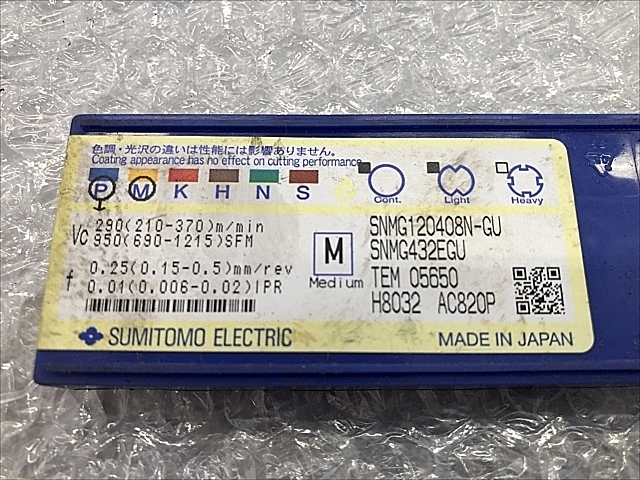 色調・光沢の違いは性能には影響ありません。
Coating appearance has no effect on cutting performance.
P M K H N S
Cont. Light Heavy
VC 290(210-370)m/min
950(690-1215)SFM
f 0.25(0.15-0.5)mm/rev
0.01(0.006-0.02)IPR
M
Medium
SNMG120408N-GU
SNMG432EGU
TEM 05650
H8032 AC820P
SUMITOMO ELECTRIC
MADE IN JAPAN